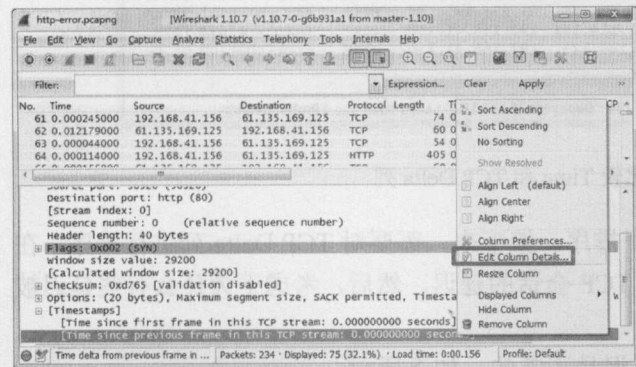 http-error.pcapng [Wireshark 1.10.7 (v1.10.7-0-g6b931a1 from master-1.10)]
File Edit View Go Capture Analyze Statistics Telephony Tools Internals Help
Filter: Expression... Clear Apply
No. Time Source Destination Protocol Length
61 0.000245000 192.168.41.156 61.135.169.125 TCP 74
62 0.012179000 61.135.169.125 192.168.41.156 TCP 60
63 0.000044000 192.168.41.156 61.135.169.125 TCP 54
64 0.000114000 192.168.41.156 61.135.169.125 HTTP 405
Destination port: http (80)
[Stream index: 0]
Sequence number: 0 (relative sequence number)
Header length: 40 bytes
Flags: 0x002 (SYN)
Window size value: 29200
[Calculated window size: 29200]
Checksum: 0xd765 [validation disabled]
Options: (20 bytes), Maximum segment size, SACK permitted, Timesta
[Timestamps]
[Time since first frame in this TCP stream: 0.000000000 seconds]
[Time since previous frame in this TCP stream: 0.000000000 seco
Sort Ascending
Sort Descending
No Sorting
Show Resolved
Align Left (default)
Align Center
Align Right
Column Preferences...
Edit Column Details...
Resize Column
Displayed Columns
Hide Column
Remove Column
Time delta from previous frame in ... Packets: 234 · Displayed: 75 (32.1%) · Load time: 0:00.156 Profile: Default